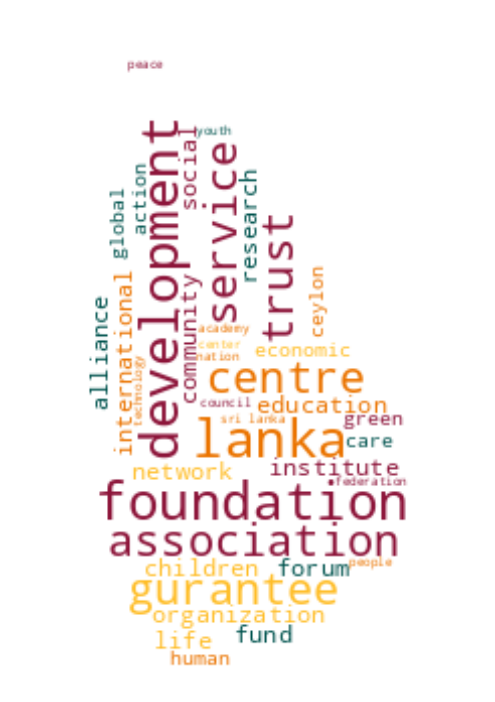 peace
youth
development
social
service
action
research
global
trust
ceylon
international
community
alliance
academy
center
nation
economic
technology
centre
council
education
sri lanka
green
lanka
care
network
institute
federation
foundation
association
children
forum
people
gurantee
organization
life
fund
human